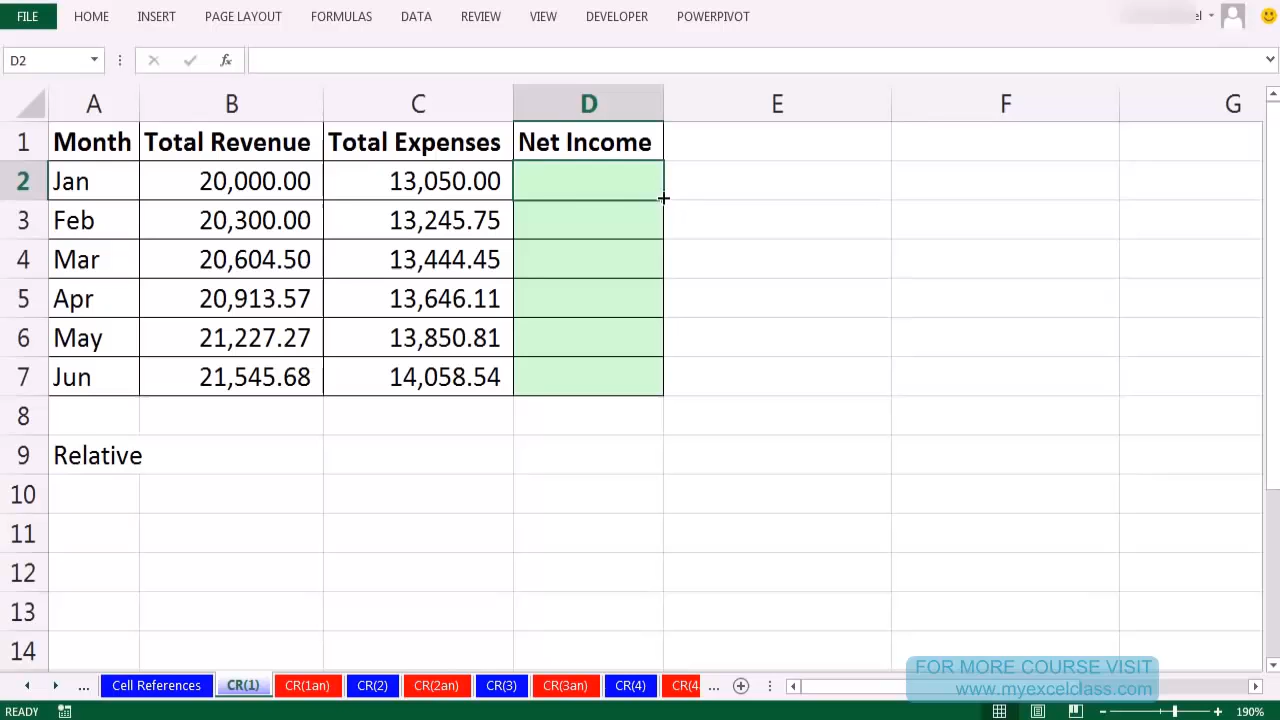 FILE HOME INSERT PAGE LAYOUT FORMULAS DATA REVIEW VIEW DEVELOPER POWERPIVOT
D2 fx
A B C D E F G
1 Month Total Revenue Total Expenses Net Income
2 Jan 20,000.00 13,050.00
3 Feb 20,300.00 13,245.75
4 Mar 20,604.50 13,444.45
5 Apr 20,913.57 13,646.11
6 May 21,227.27 13,850.81
7 Jun 21,545.68 14,058.54
8
9 Relative
10
11
12
13
14
... Cell References CR(1) CR(1an) CR(2) CR(2an) CR(3) CR(3an) CR(4) CR(4 ...
FOR MORE COURSE VISIT
www.myexcelclass.com
READY 190%